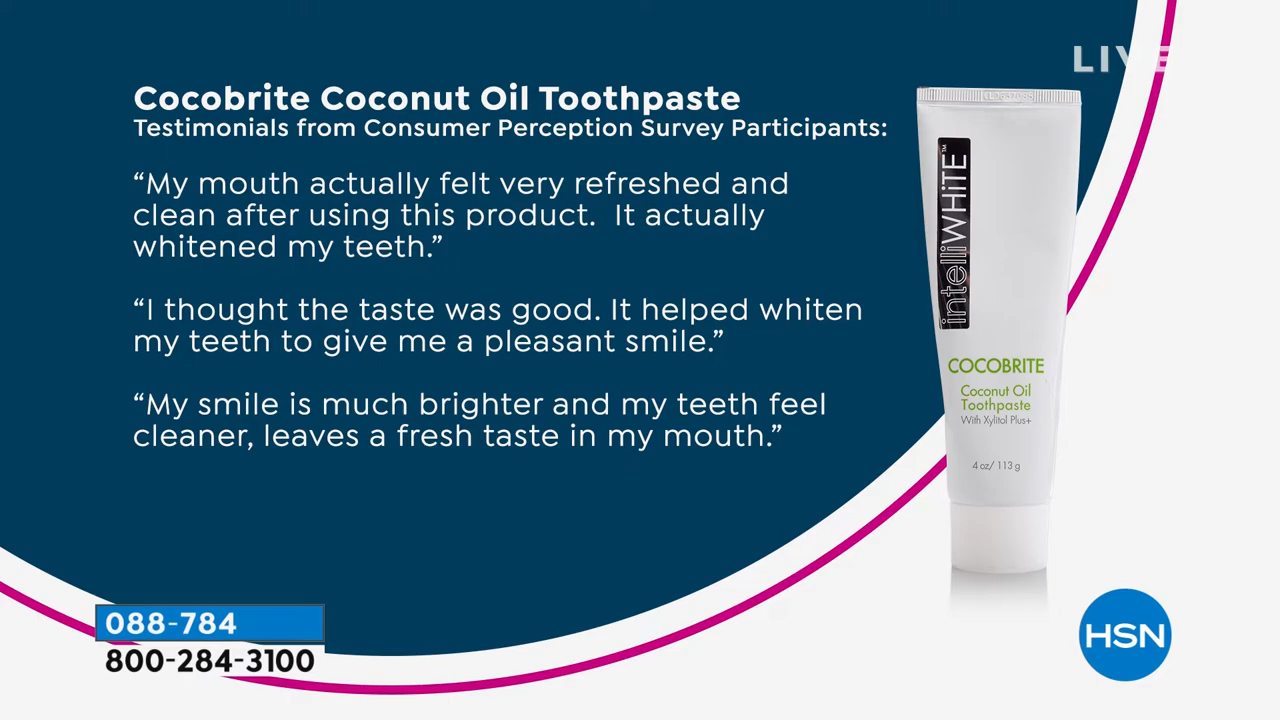 LIVE
Cocobrite Coconut Oil Toothpaste
Testimonials from Consumer Perception Survey Participants:
“My mouth actually felt very refreshed and
clean after using this product.  It actually
whitened my teeth.”
“I thought the taste was good. It helped whiten
my teeth to give me a pleasant smile.”
“My smile is much brighter and my teeth feel
cleaner, leaves a fresh taste in my mouth.”
intelliWHiTE™
COCOBRITE
Coconut Oil
Toothpaste
With Xylitol Plus+
4 oz/ 113 g
088-784
800-284-3100
HSN